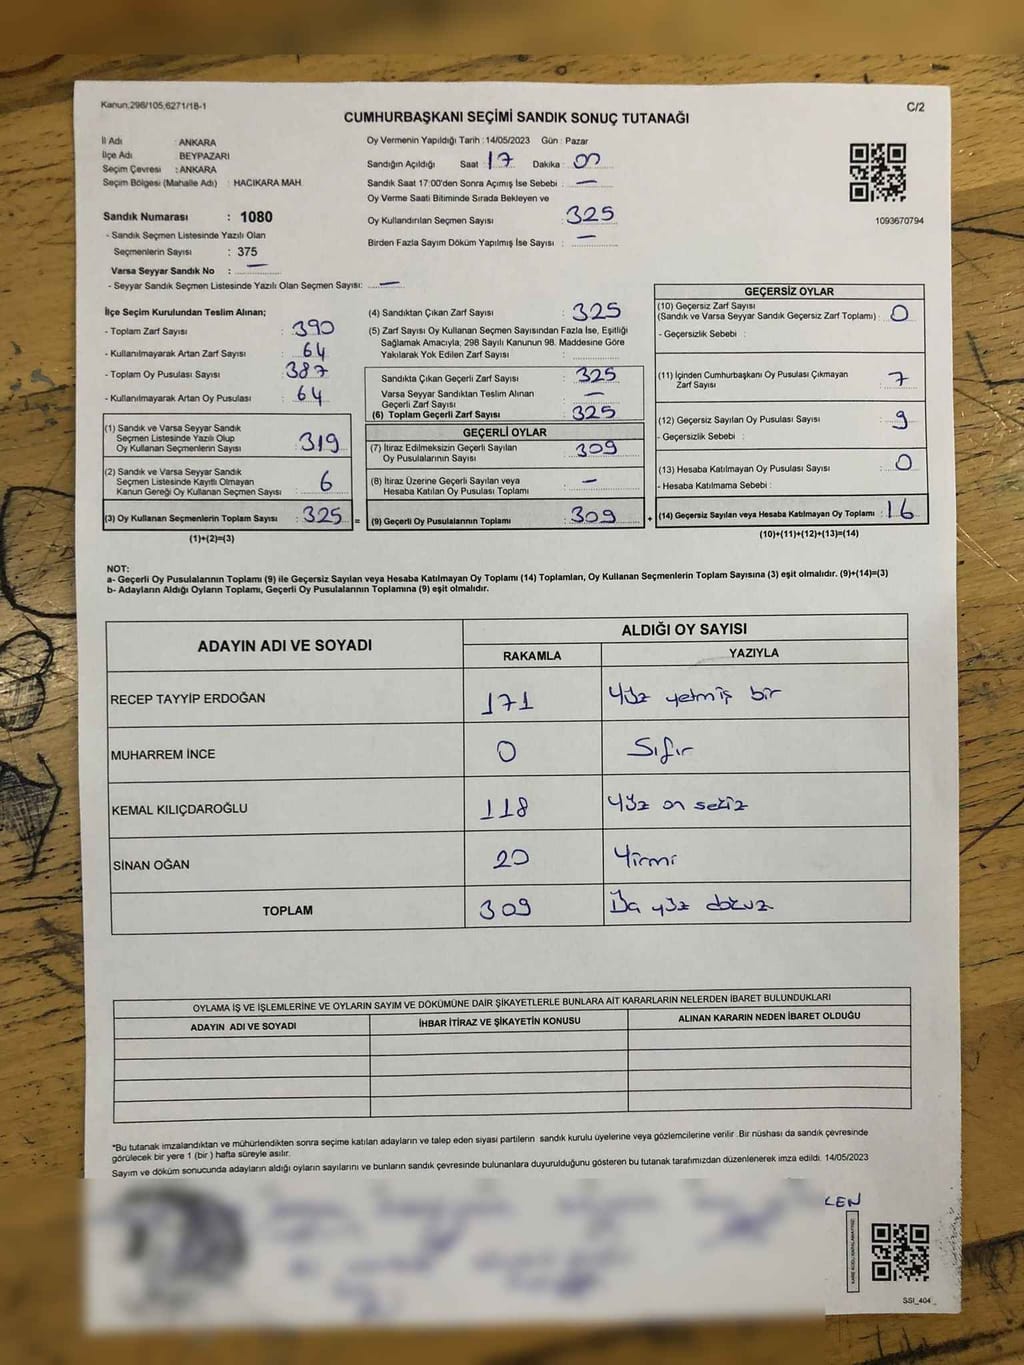 Kanun.298/105,6271/18-1
C/2
CUMHURBAŞKANI SEÇİMİ SANDIK SONUÇ TUTANAĞI
İl Adı : ANKARA
İlçe Adı : BEYPAZARI
Seçim Çevresi : ANKARA
Seçim Bölgesi (Mahalle Adı) : HACIKARA MAH.
Sandık Numarası : 1080
- Sandık Seçmen Listesinde Yazılı Olan
Seçmenlerin Sayısı : 375
Varsa Seyyar Sandık No : —
- Seyyar Sandık Seçmen Listesinde Yazılı Olan Seçmen Sayısı: —
Oy Vermenin Yapıldığı Tarih : 14/05/2023 Gün : Pazar
Sandığın Açıldığı Saat 17 Dakika : 00
Sandık Saat 17:00'den Sonra Açımış İse Sebebi : —
Oy Verme Saati Bitiminde Sırada Bekleyen ve
Oy Kullandırılan Seçmen Sayısı : 325
Birden Fazla Sayım Döküm Yapılmış İse Sayısı : —
1093670794
İlçe Seçim Kurulundan Teslim Alınan;
- Toplam Zarf Sayısı : 390
- Kullanılmayarak Artan Zarf Sayısı : 64
- Toplam Oy Pusulası Sayısı : 387
- Kullanılmayarak Artan Oy Pusulası : 64
(1) Sandık ve Varsa Seyyar Sandık
Seçmen Listesinde Yazılı Olup
Oy Kullanan Seçmenlerin Sayısı : 319
(2) Sandık ve Varsa Seyyar Sandık
Seçmen Listesinde Kayıtlı Olmayan
Kanun Gereği Oy Kullanan Seçmen Sayısı : 6
(3) Oy Kullanan Seçmenlerin Toplam Sayısı : 325 =
(1)+(2)=(3)
(4) Sandıktan Çıkan Zarf Sayısı : 325
(5) Zarf Sayısı Oy Kullanan Seçmen Sayısından Fazla İse, Eşitliği
Sağlamak Amacıyla; 298 Sayılı Kanunun 98. Maddesine Göre
Yakılarak Yok Edilen Zarf Sayısı :
Sandıkta Çıkan Geçerli Zarf Sayısı : 325
Varsa Seyyar Sandıktan Teslim Alınan
Geçerli Zarf Sayısı : —
(6) Toplam Geçerli Zarf Sayısı : 325
GEÇERLİ OYLAR
(7) İtiraz Edilmeksizin Geçerli Sayılan
Oy Pusulalarının Sayısı : 309
(8) İtiraz Üzerine Geçerli Sayılan veya
Hesaba Katılan Oy Pusulası Toplamı : —
(9) Geçerli Oy Pusulalarının Toplamı : 309 +
GEÇERSİZ OYLAR
(10) Geçersiz Zarf Sayısı
(Sandık ve Varsa Seyyar Sandık Geçersiz Zarf Toplamı) : 0
- Geçersizlik Sebebi :
(11) İçinden Cumhurbaşkanı Oy Pusulası Çıkmayan
Zarf Sayısı : 7
(12) Geçersiz Sayılan Oy Pusulası Sayısı : 9
- Geçersizlik Sebebi :
(13) Hesaba Katılmayan Oy Pusulası Sayısı : 0
- Hesaba Katılmama Sebebi :
(14) Geçersiz Sayılan veya Hesaba Katılmayan Oy Toplamı : 16
(10)+(11)+(12)+(13)=(14)
NOT:
a- Geçerli Oy Pusulalarının Toplamı (9) ile Geçersiz Sayılan veya Hesaba Katılmayan Oy Toplamı (14) Toplamları, Oy Kullanan Seçmenlerin Toplam Sayısına (3) eşit olmalıdır. (9)+(14)=(3)
b- Adayların Aldığı Oyların Toplamı, Geçerli Oy Pusulalarının Toplamına (9) eşit olmalıdır.
ADAYIN ADI VE SOYADI
ALDIĞI OY SAYISI
RAKAMLA YAZIYLA
RECEP TAYYİP ERDOĞAN 171 Yüz yetmiş bir
MUHARREM İNCE 0 Sıfır
KEMAL KILIÇDAROĞLU 118 Yüz on sekiz
SİNAN OĞAN 20 Yirmi
TOPLAM 309 Üç yüz dokuz
OYLAMA İŞ VE İŞLEMLERİNE VE OYLARIN SAYIM VE DÖKÜMÜNE DAİR ŞİKAYETLERLE BUNLARA AİT KARARLARIN NELERDEN İBARET BULUNDUKLARI
ADAYIN ADI VE SOYADI İHBAR İTİRAZ VE ŞİKAYETİN KONUSU ALINAN KARARIN NEDEN İBARET OLDUĞU
*Bu tutanak imzalandıktan ve mühürlendikten sonra seçime katılan adayların ve talep eden siyasi partilerin sandık kurulu üyelerine veya gözlemcilerine verilir. Bir nüshası da sandık çevresinde
görülecek bir yere 1 (bir ) hafta süreyle asılır.
Sayım ve döküm sonucunda adayların aldığı oyların sayılarını ve bunların sandık çevresinde bulunanlara duyurulduğunu gösteren bu tutanak tarafımızdan düzenlenerek imza edildi. 14/05/2023
LEN
SSI_404